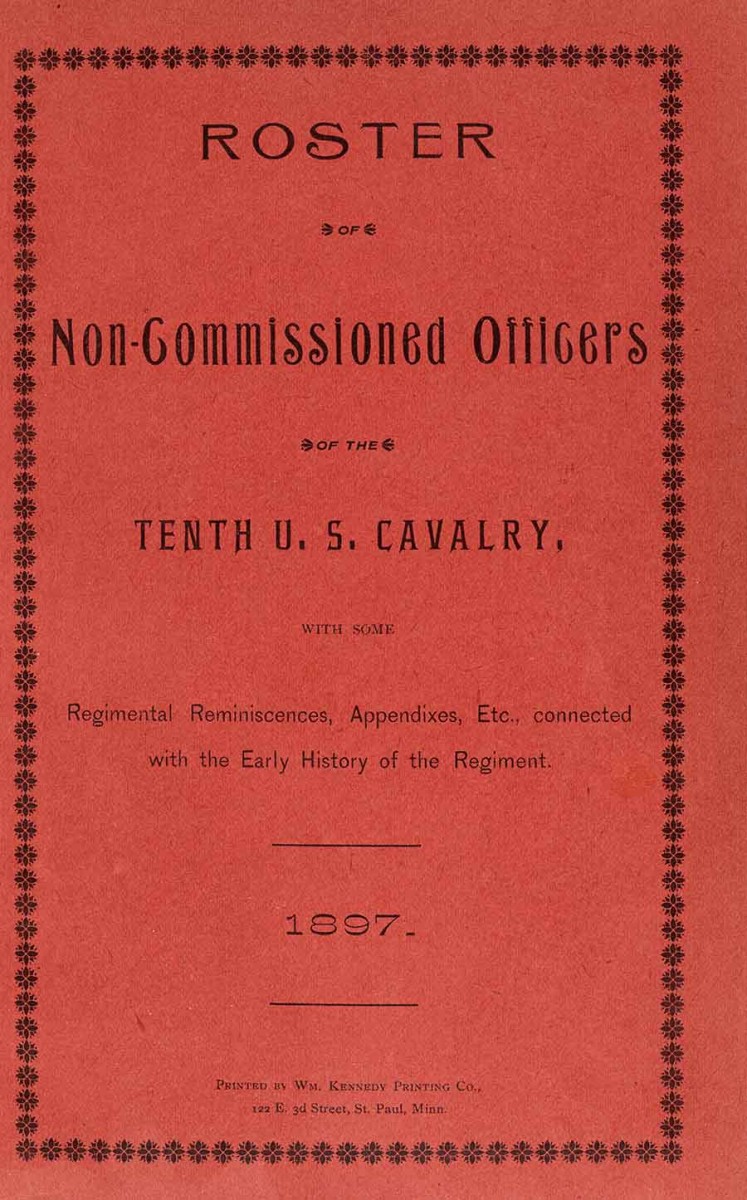 ROSTER
OF
Non-Commissioned Officers
OF THE
TENTH U. S. CAVALRY,
WITH SOME
Regimental Reminiscences, Appendixes, Etc., connected
with the Early History of the Regiment.
1897.
PRINTED BY WM. KENNEDY PRINTING CO.,
122 E. 3d Street, St. Paul, Minn.